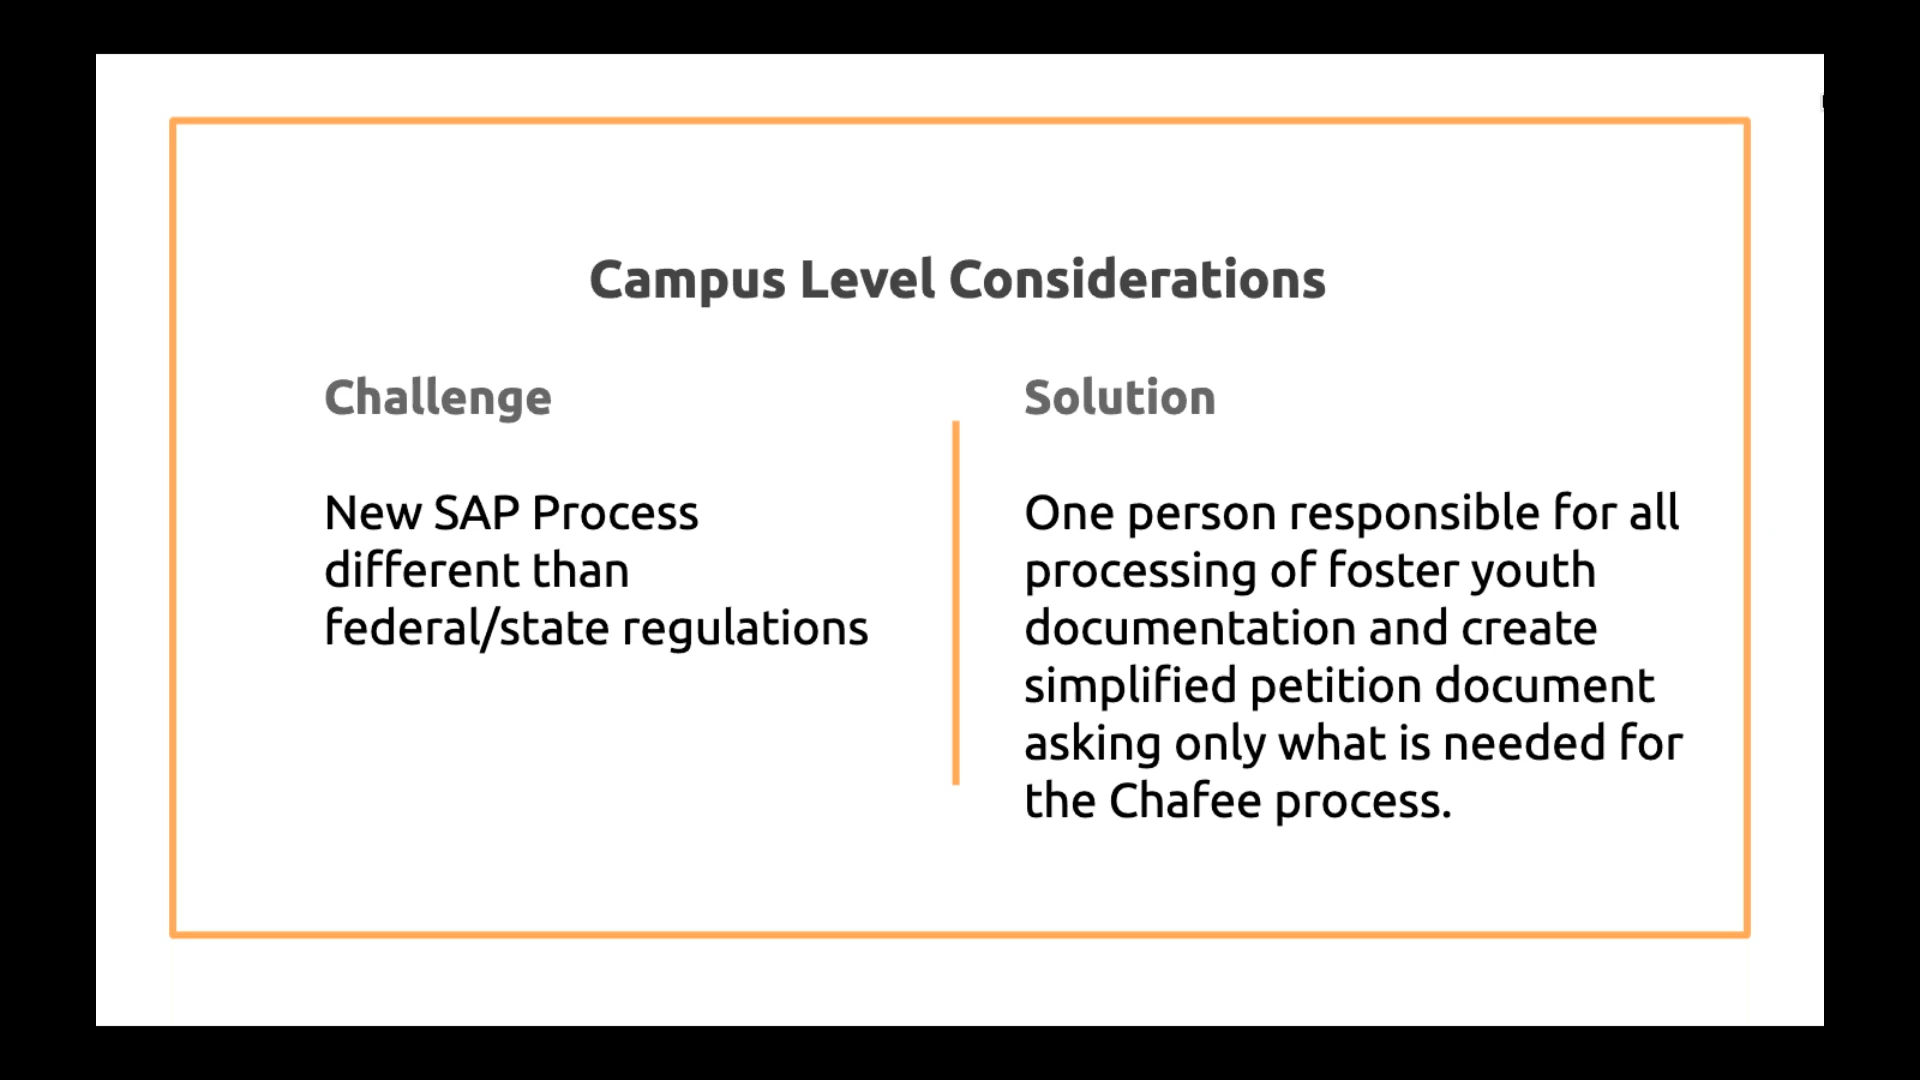 Campus Level Considerations
Challenge
New SAP Process
different than
federal/state regulations
Solution
One person responsible for all
processing of foster youth
documentation and create
simplified petition document
asking only what is needed for
the Chafee process.